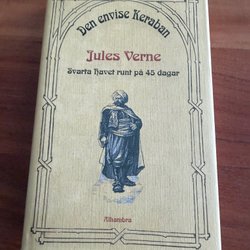 Den envise Keraban
Jules Verne
Svarta Havet runt på 45 dagar
Alhambra